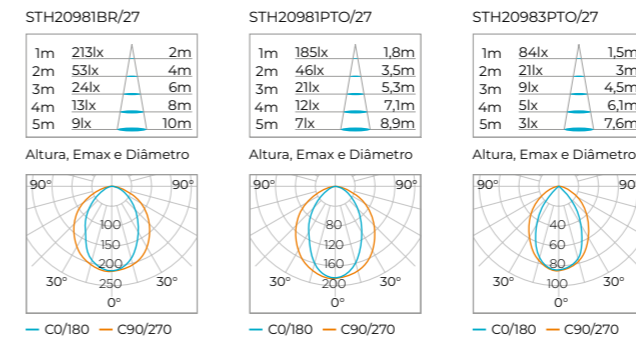 STH20981BR/27
1m 213lx 2m
2m 53lx 4m
3m 24lx 6m
4m 13lx 8m
5m 9lx 10m
Altura, Emax e Diâmetro
90° 90°
100
150
200
250
30° 30°
0°
C0/180 C90/270
STH20981PTO/27
1m 185lx 1,8m
2m 46lx 3,5m
3m 21lx 5,3m
4m 12lx 7,1m
5m 7lx 8,9m
Altura, Emax e Diâmetro
90° 90°
80
120
160
200
30° 30°
0°
C0/180 C90/270
STH20983PTO/27
1m 84lx 1,5m
2m 21lx 3m
3m 9lx 4,5m
4m 5lx 6,1m
5m 3lx 7,6m
Altura, Emax e Diâmetro
90° 90
40
60
80
100
30° 30°
0°
C0/180 C90/270